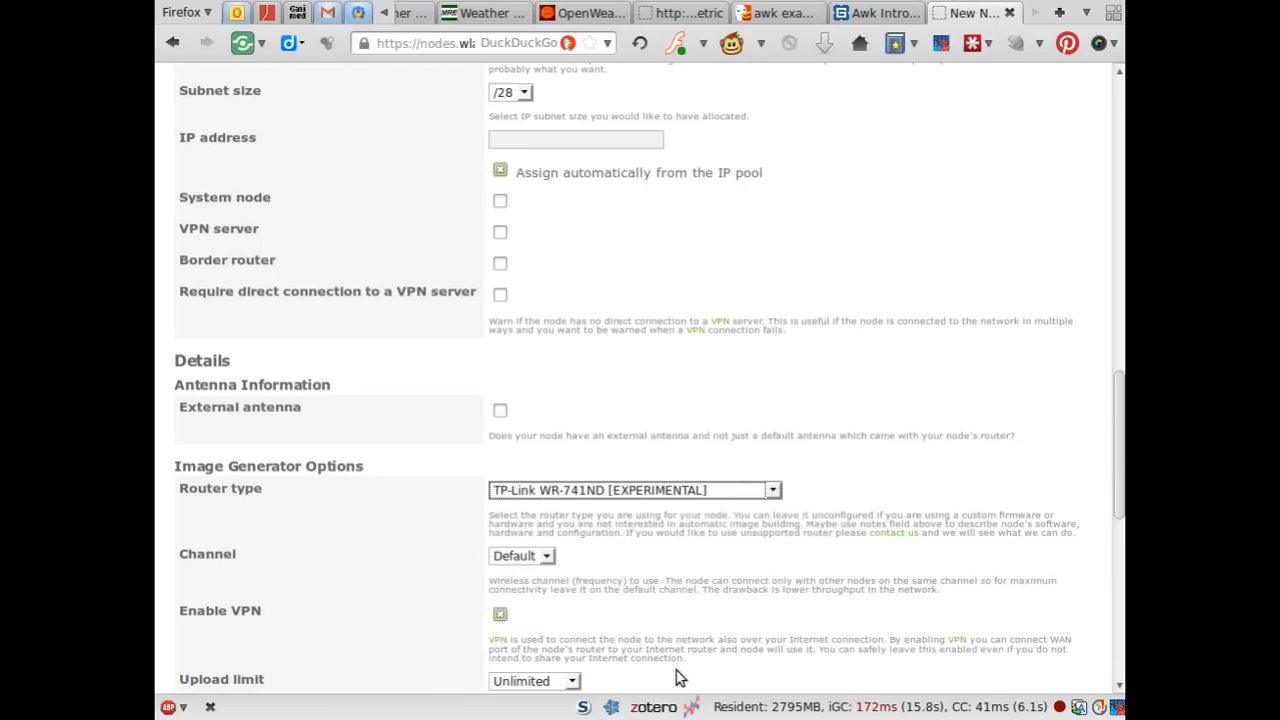 Firefox
her ...
Weather ...
OpenWea...
http:...etric
awk exa...
Awk Intro...
New N...
https://nodes.wl
DuckDuckGo
probably what you want.
Subnet size
/28
Select IP subnet size you would like to have allocated.
IP address
Assign automatically from the IP pool
System node
VPN server
Border router
Require direct connection to a VPN server
Warn if the node has no direct connection to a VPN server. This is useful if the node is connected to the network in multiple
ways and you want to be warned when a VPN connection fails.
Details
Antenna Information
External antenna
Does your node have an external antenna and not just a default antenna which came with your node's router?
Image Generator Options
Router type
TP-Link WR-741ND [EXPERIMENTAL]
Select the router type you are using for your node. You can leave it unconfigured if you are using a custom firmware or
hardware and you are not interested in automatic image building. Maybe use notes field above to describe node's software,
hardware and configuration. If you would like to use unsupported router please contact us and we will see what we can do.
Channel
Default
Wireless channel (frequency) to use. The node can connect only with other nodes on the same channel so for maximum
connectivity leave it on the default channel. The drawback is lower throughput in the network.
Enable VPN
VPN is used to connect the node to the network also over your Internet connection. By enabling VPN you can connect WAN
port of the node's router to your Internet router and node will use it. You can safely leave this enabled even if you do not
intend to share your Internet connection.
Upload limit
Unlimited
ABP
S
zotero
Resident: 2795MB, iGC: 172ms (15.8s), CC: 41ms (6.1s)